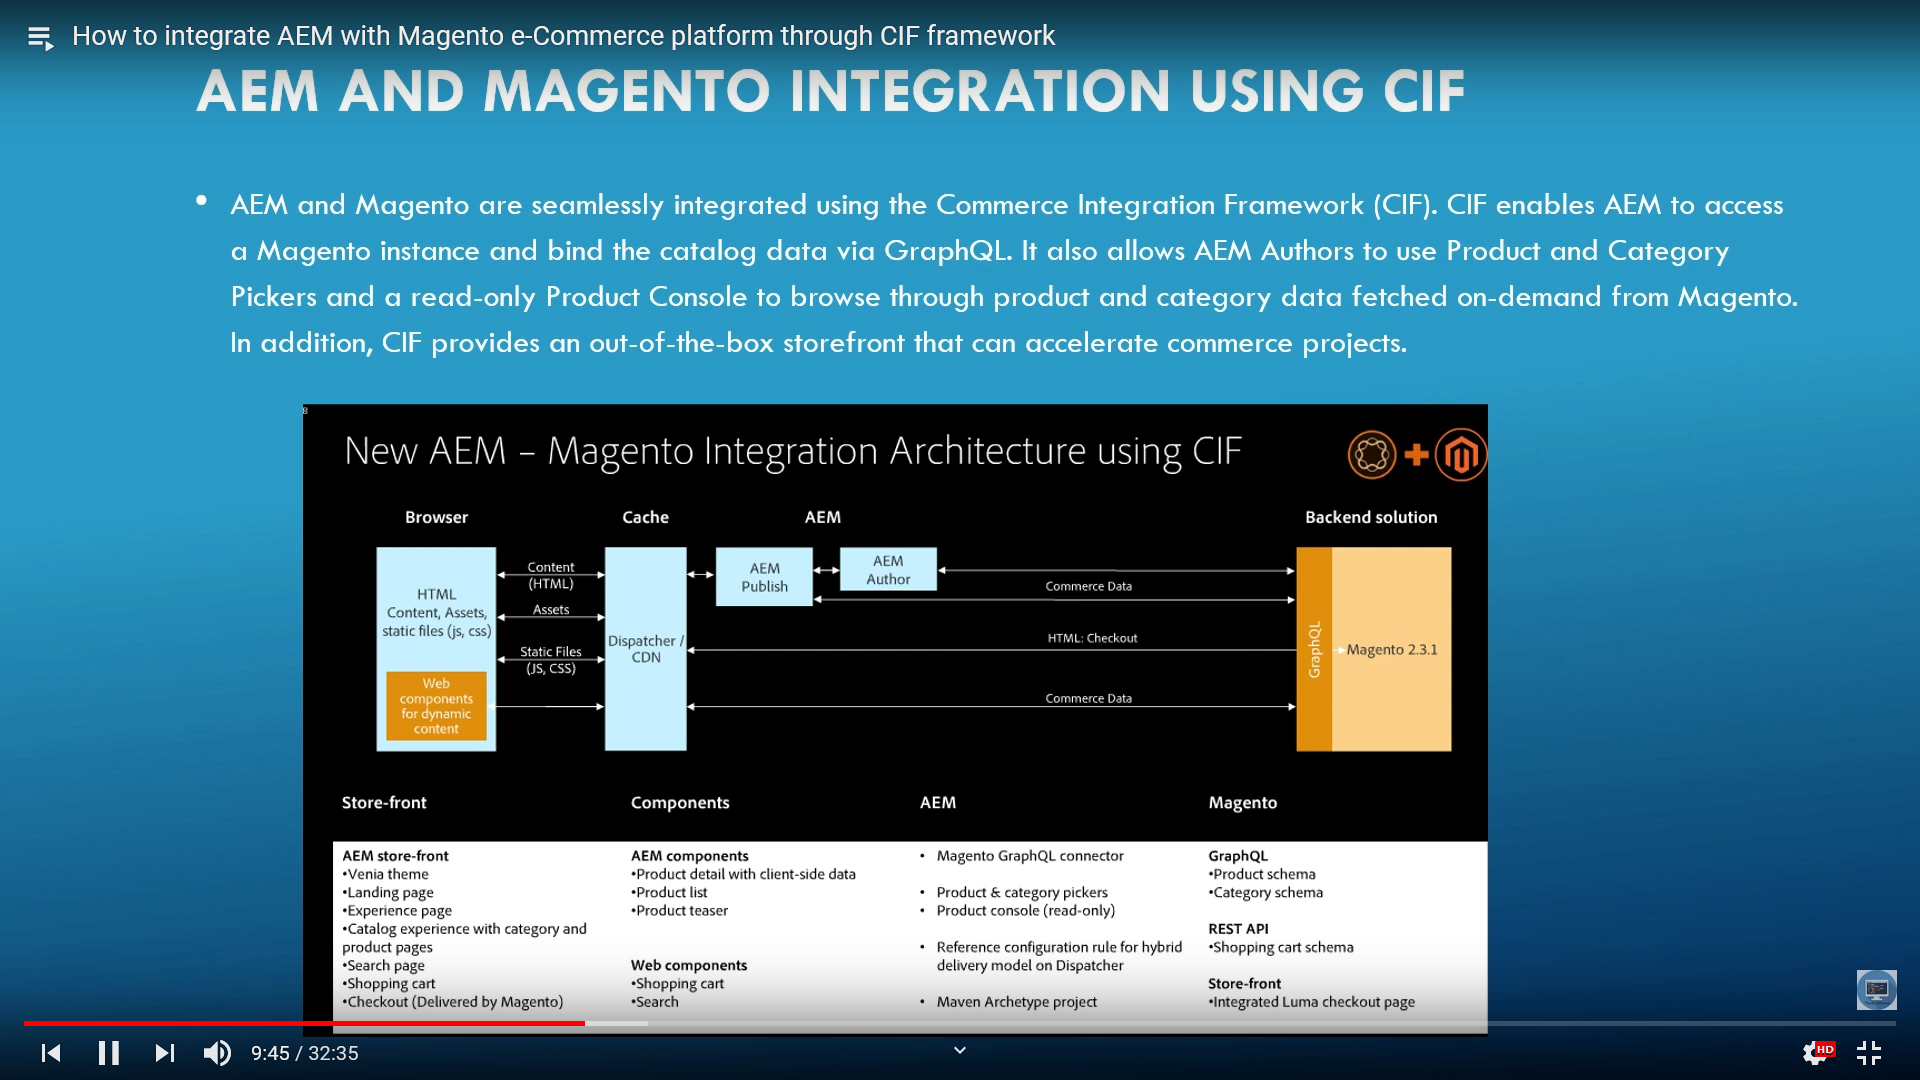 How to integrate AEM with Magento e-Commerce platform through CIF framework
AEM AND MAGENTO INTEGRATION USING CIF
• AEM and Magento are seamlessly integrated using the Commerce Integration Framework (CIF). CIF enables AEM to access
a Magento instance and bind the catalog data via GraphQL. It also allows AEM Authors to use Product and Category
Pickers and a read-only Product Console to browse through product and category data fetched on-demand from Magento.
In addition, CIF provides an out-of-the-box storefront that can accelerate commerce projects.
8
New AEM – Magento Integration Architecture using CIF
Browser
Cache
AEM
Backend solution
HTML
Content, Assets,
static files (js, css)
Web
components
for dynamic
content
Content
(HTML)
Assets
Static Files
(JS, CSS)
Dispatcher /
CDN
AEM
Publish
AEM
Author
Commerce Data
HTML: Checkout
Commerce Data
GraphQL
Magento 2.3.1
Store-front
AEM store-front
•Venia theme
•Landing page
•Experience page
•Catalog experience with category and
product pages
•Search page
•Shopping cart
•Checkout (Delivered by Magento)
Components
AEM components
•Product detail with client-side data
•Product list
•Product teaser
Web components
•Shopping cart
•Search
AEM
• Magento GraphQL connector
• Product & category pickers
• Product console (read-only)
• Reference configuration rule for hybrid
delivery model on Dispatcher
• Maven Archetype project
Magento
GraphQL
•Product schema
•Category schema
REST API
•Shopping cart schema
Store-front
•Integrated Luma checkout page
9:45 / 32:35
HD